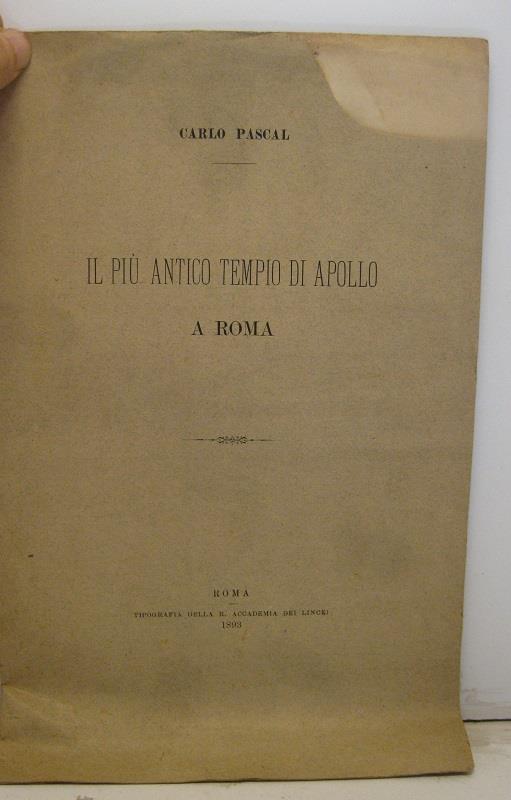 CARLO PASCAL
IL PIÙ ANTICO TEMPIO DI APOLLO
A ROMA
ROMA
TIPOGRAFIA DELLA R. ACCADEMIA DEI LINCEI
1893